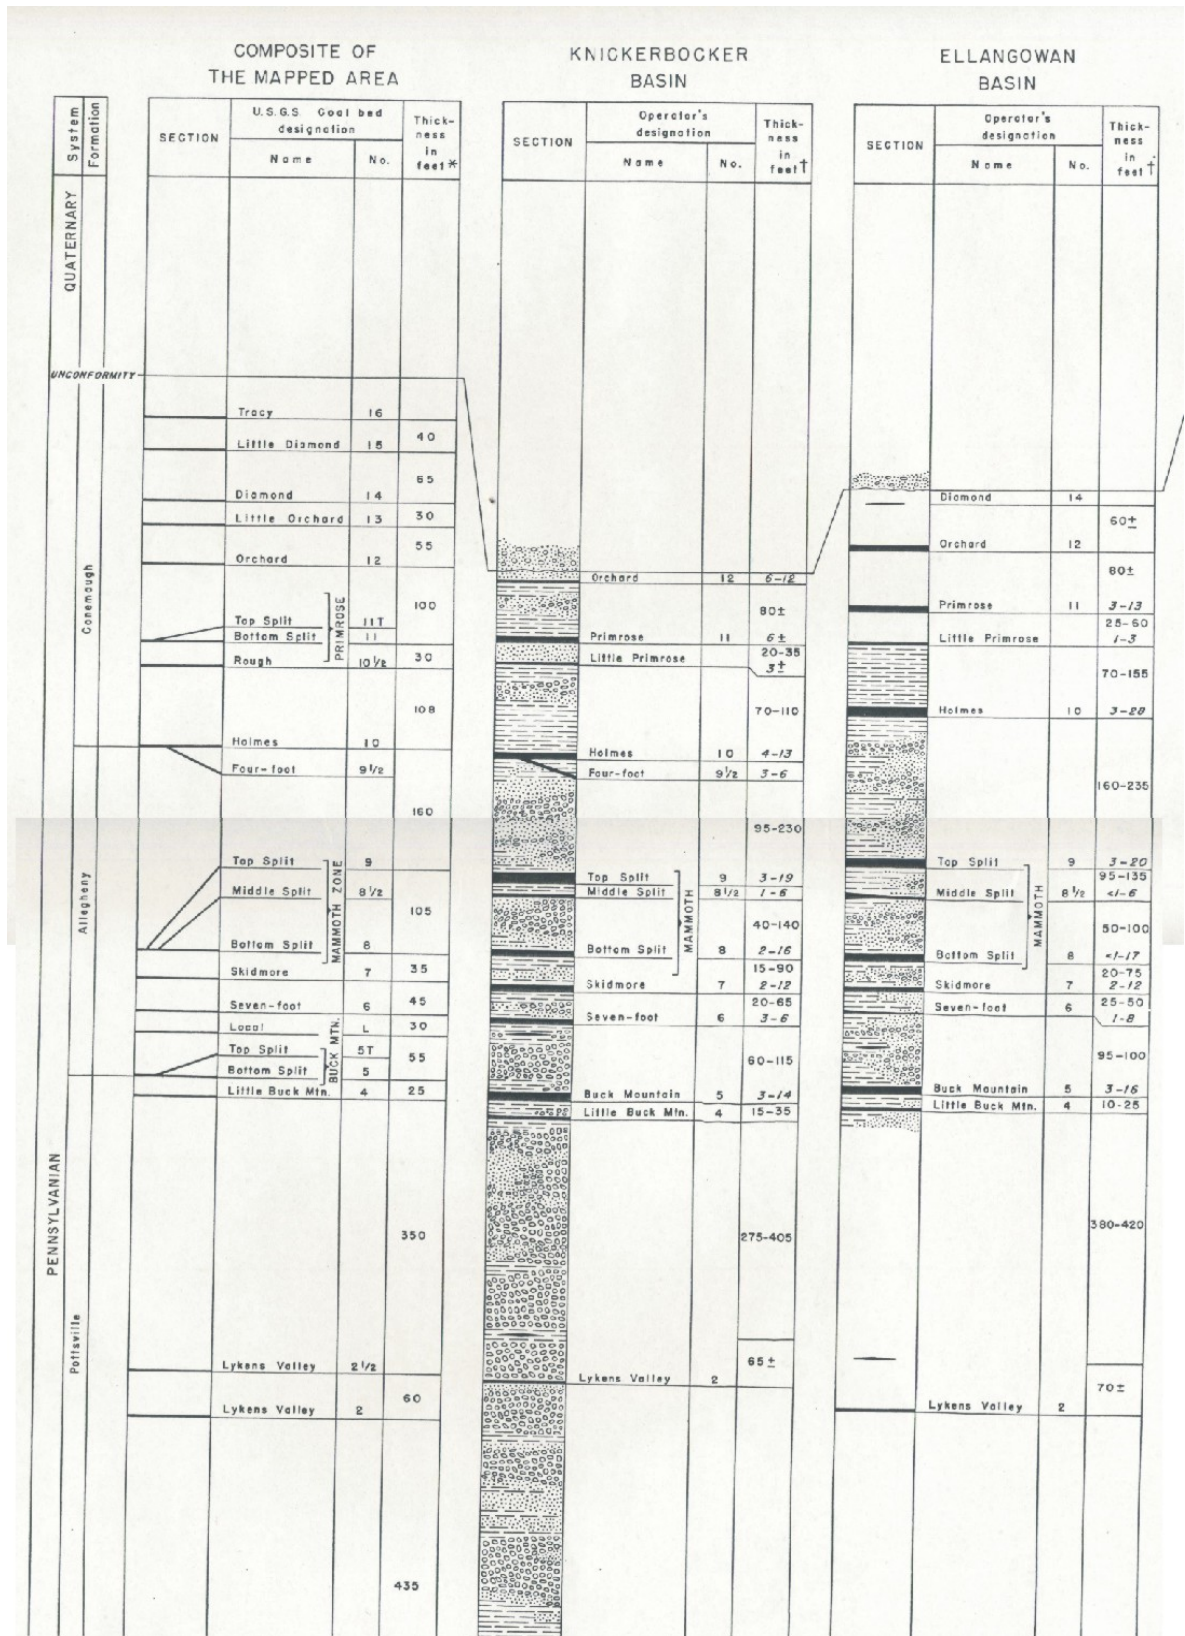 COMPOSITE OF
THE MAPPED AREA
System
Formation
SECTION
U.S.G.S. Coal bed
designation
Name
No.
Thick-
ness
in
feet*
QUATERNARY
UNCONFORMITY
Conemaugh
Allegheny
PENNSYLVANIAN
Pottsville
Tracy 16
40
Little Diamond 15
65
Diamond 14
Little Orchard 13 30
55
Orchard 12
100
Top Split 11T
Bottom Split 11
PRIMROSE
Rough 10 1/2 30
108
Holmes 10
Four-foot 9 1/2
160
Top Split 9
Middle Split 8 1/2
105
Bottom Split 8
MAMMOTH ZONE
Skidmore 7 35
Seven-foot 6 45
Local L 30
Top Split 5T
55
Bottom Split 5
BUCK MTN.
Little Buck Mtn. 4 25
350
Lykens Valley 2 1/2
60
Lykens Valley 2
435
KNICKERBOCKER
BASIN
SECTION
Operator's
designation
Name
No.
Thick-
ness
in
feet†
Orchard 12 6-12
80±
Primrose 11 6±
20-35
Little Primrose 3±
70-110
Holmes 10 4-13
Four-foot 9 1/2 3-6
95-230
Top Split 9 3-19
Middle Split 8 1/2 1-6
40-140
Bottom Split 8 2-16
MAMMOTH
15-90
Skidmore 7 2-12
20-65
Seven-foot 6 3-6
60-115
Buck Mountain 5 3-14
Little Buck Mtn. 4 15-35
275-405
65±
Lykens Valley 2
ELLANGOWAN
BASIN
SECTION
Operator's
designation
Name
No.
Thick-
ness
in
feet†
Diamond 14
60±
Orchard 12
80±
Primrose 11 3-13
25-60
Little Primrose 1-3
70-155
Holmes 10 3-28
160-235
Top Split 9 3-20
95-135
Middle Split 8 1/2 <1-6
50-100
Bottom Split 8 <1-17
MAMMOTH
20-75
Skidmore 7 2-12
25-50
Seven-foot 6 1-8
95-100
Buck Mountain 5 3-16
Little Buck Mtn. 4 10-25
380-420
70±
Lykens Valley 2